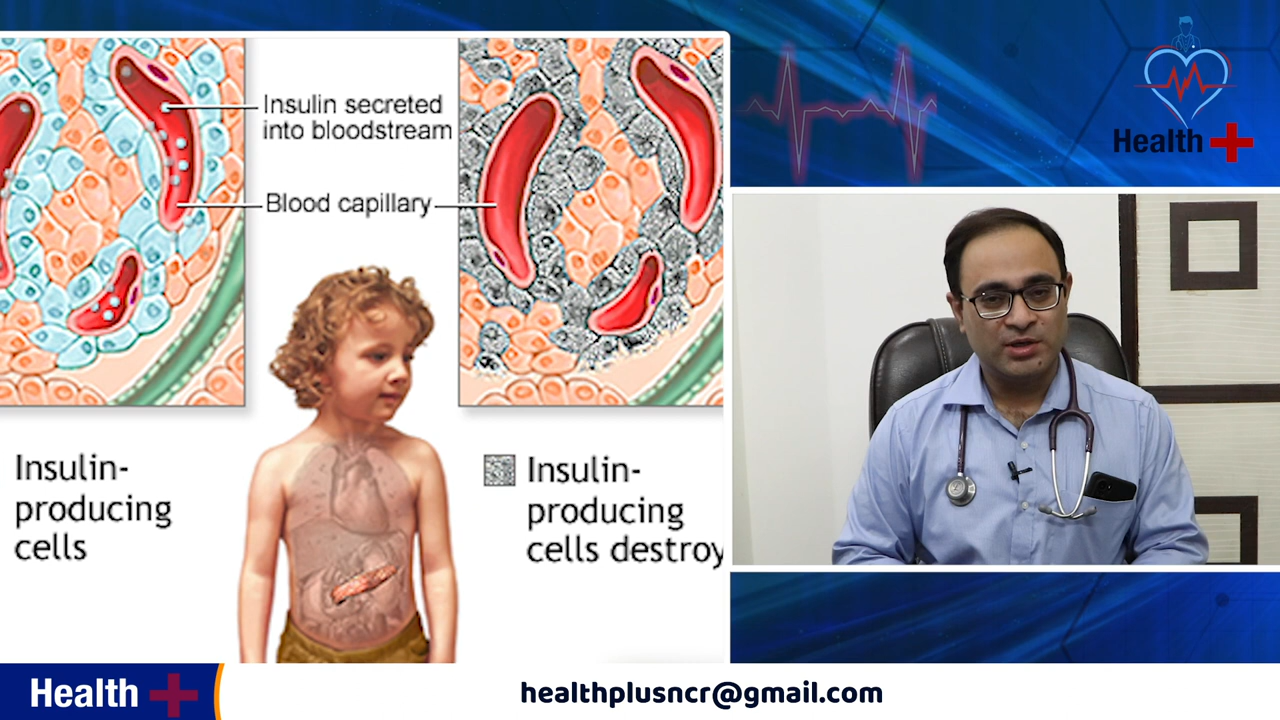 Insulin secreted
into bloodstream
Blood capillary
Insulin-
producing
cells
Insulin-
producing
cells destroy
Health
Health
healthplusncr@gmail.com